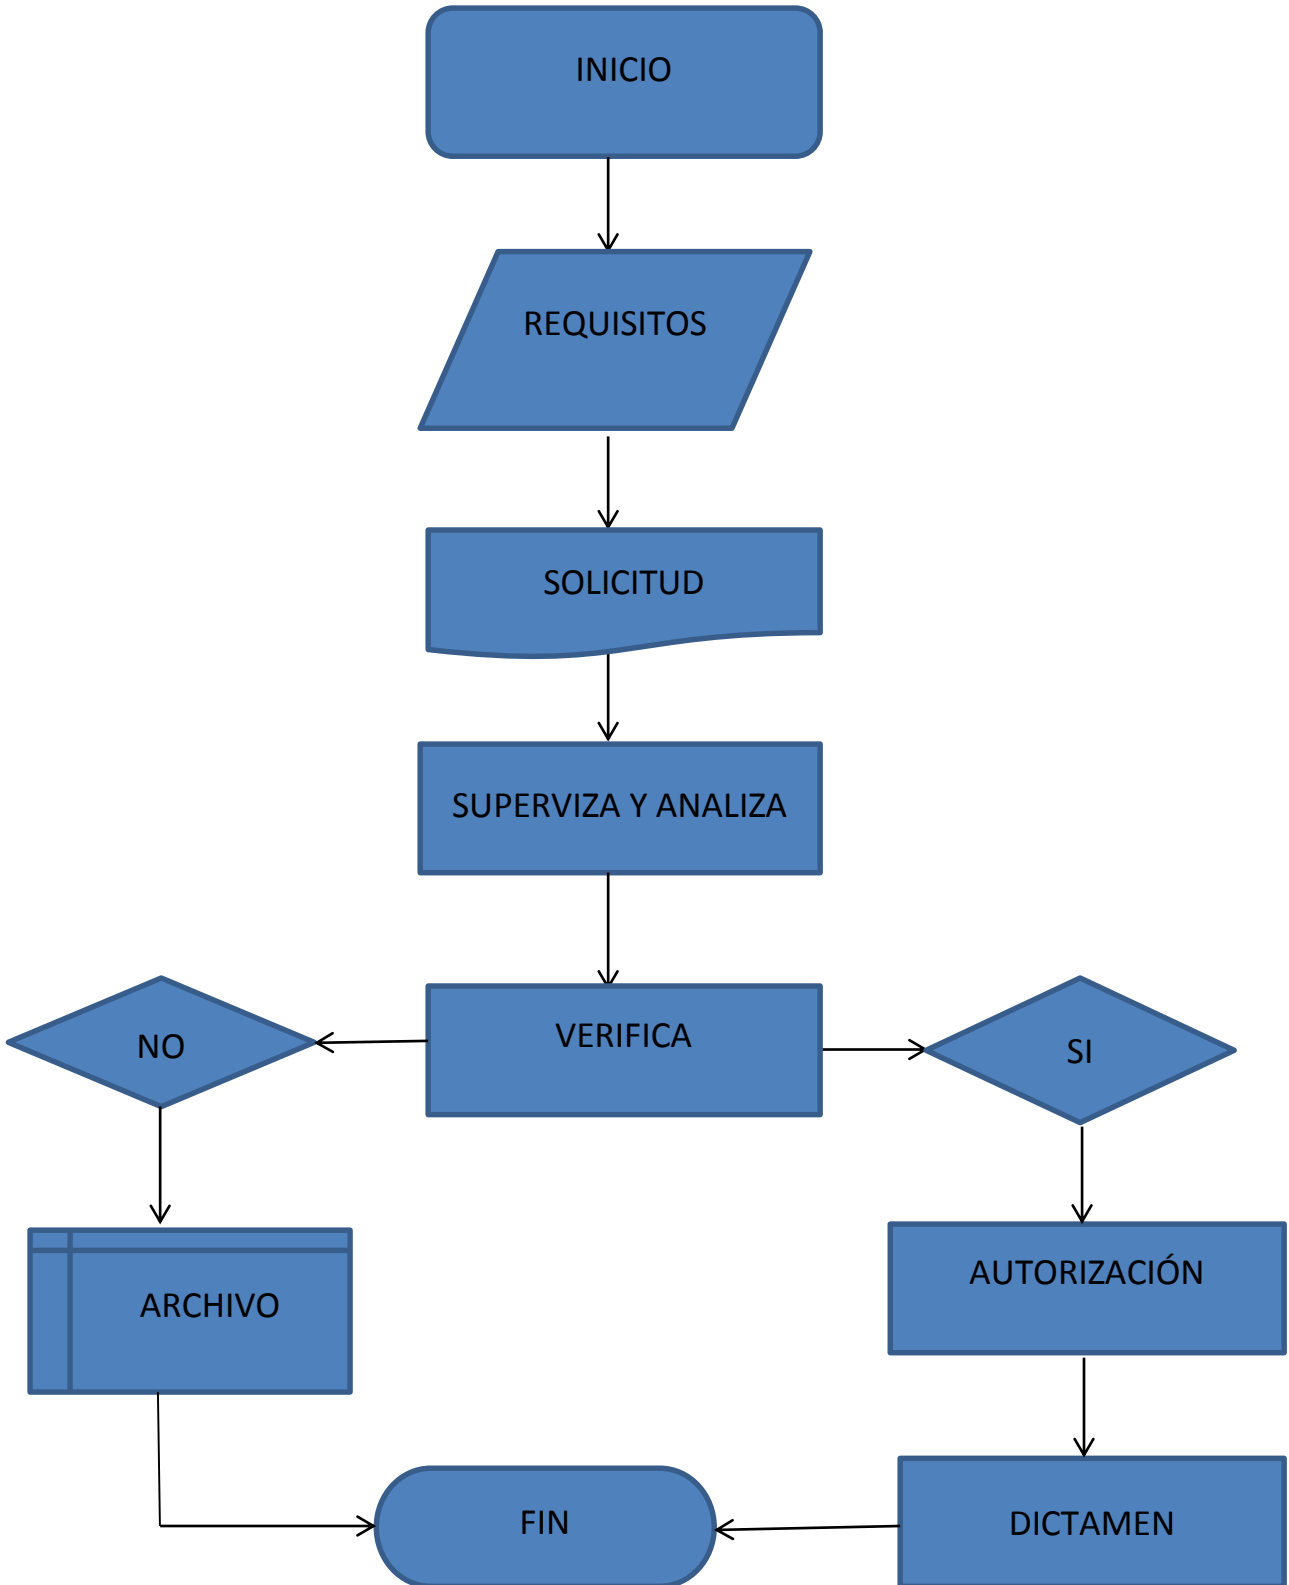 INICIO
REQUISITOS
SOLICITUD
SUPERVIZA Y ANALIZA
VERIFICA
NO
SI
ARCHIVO
AUTORIZACIÓN
FIN
DICTAMEN